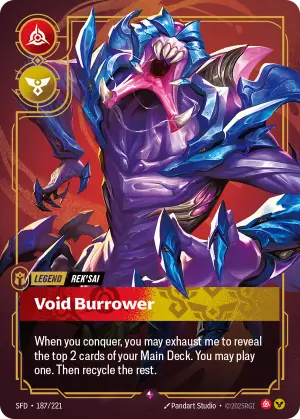 LEGEND REK'SAI
Void Burrower
When you conquer, you may exhaust me to reveal
the top 2 cards of your Main Deck. You may play
one. Then recycle the rest.
SFD • 187/221 Pandart Studio • ©2025RGI